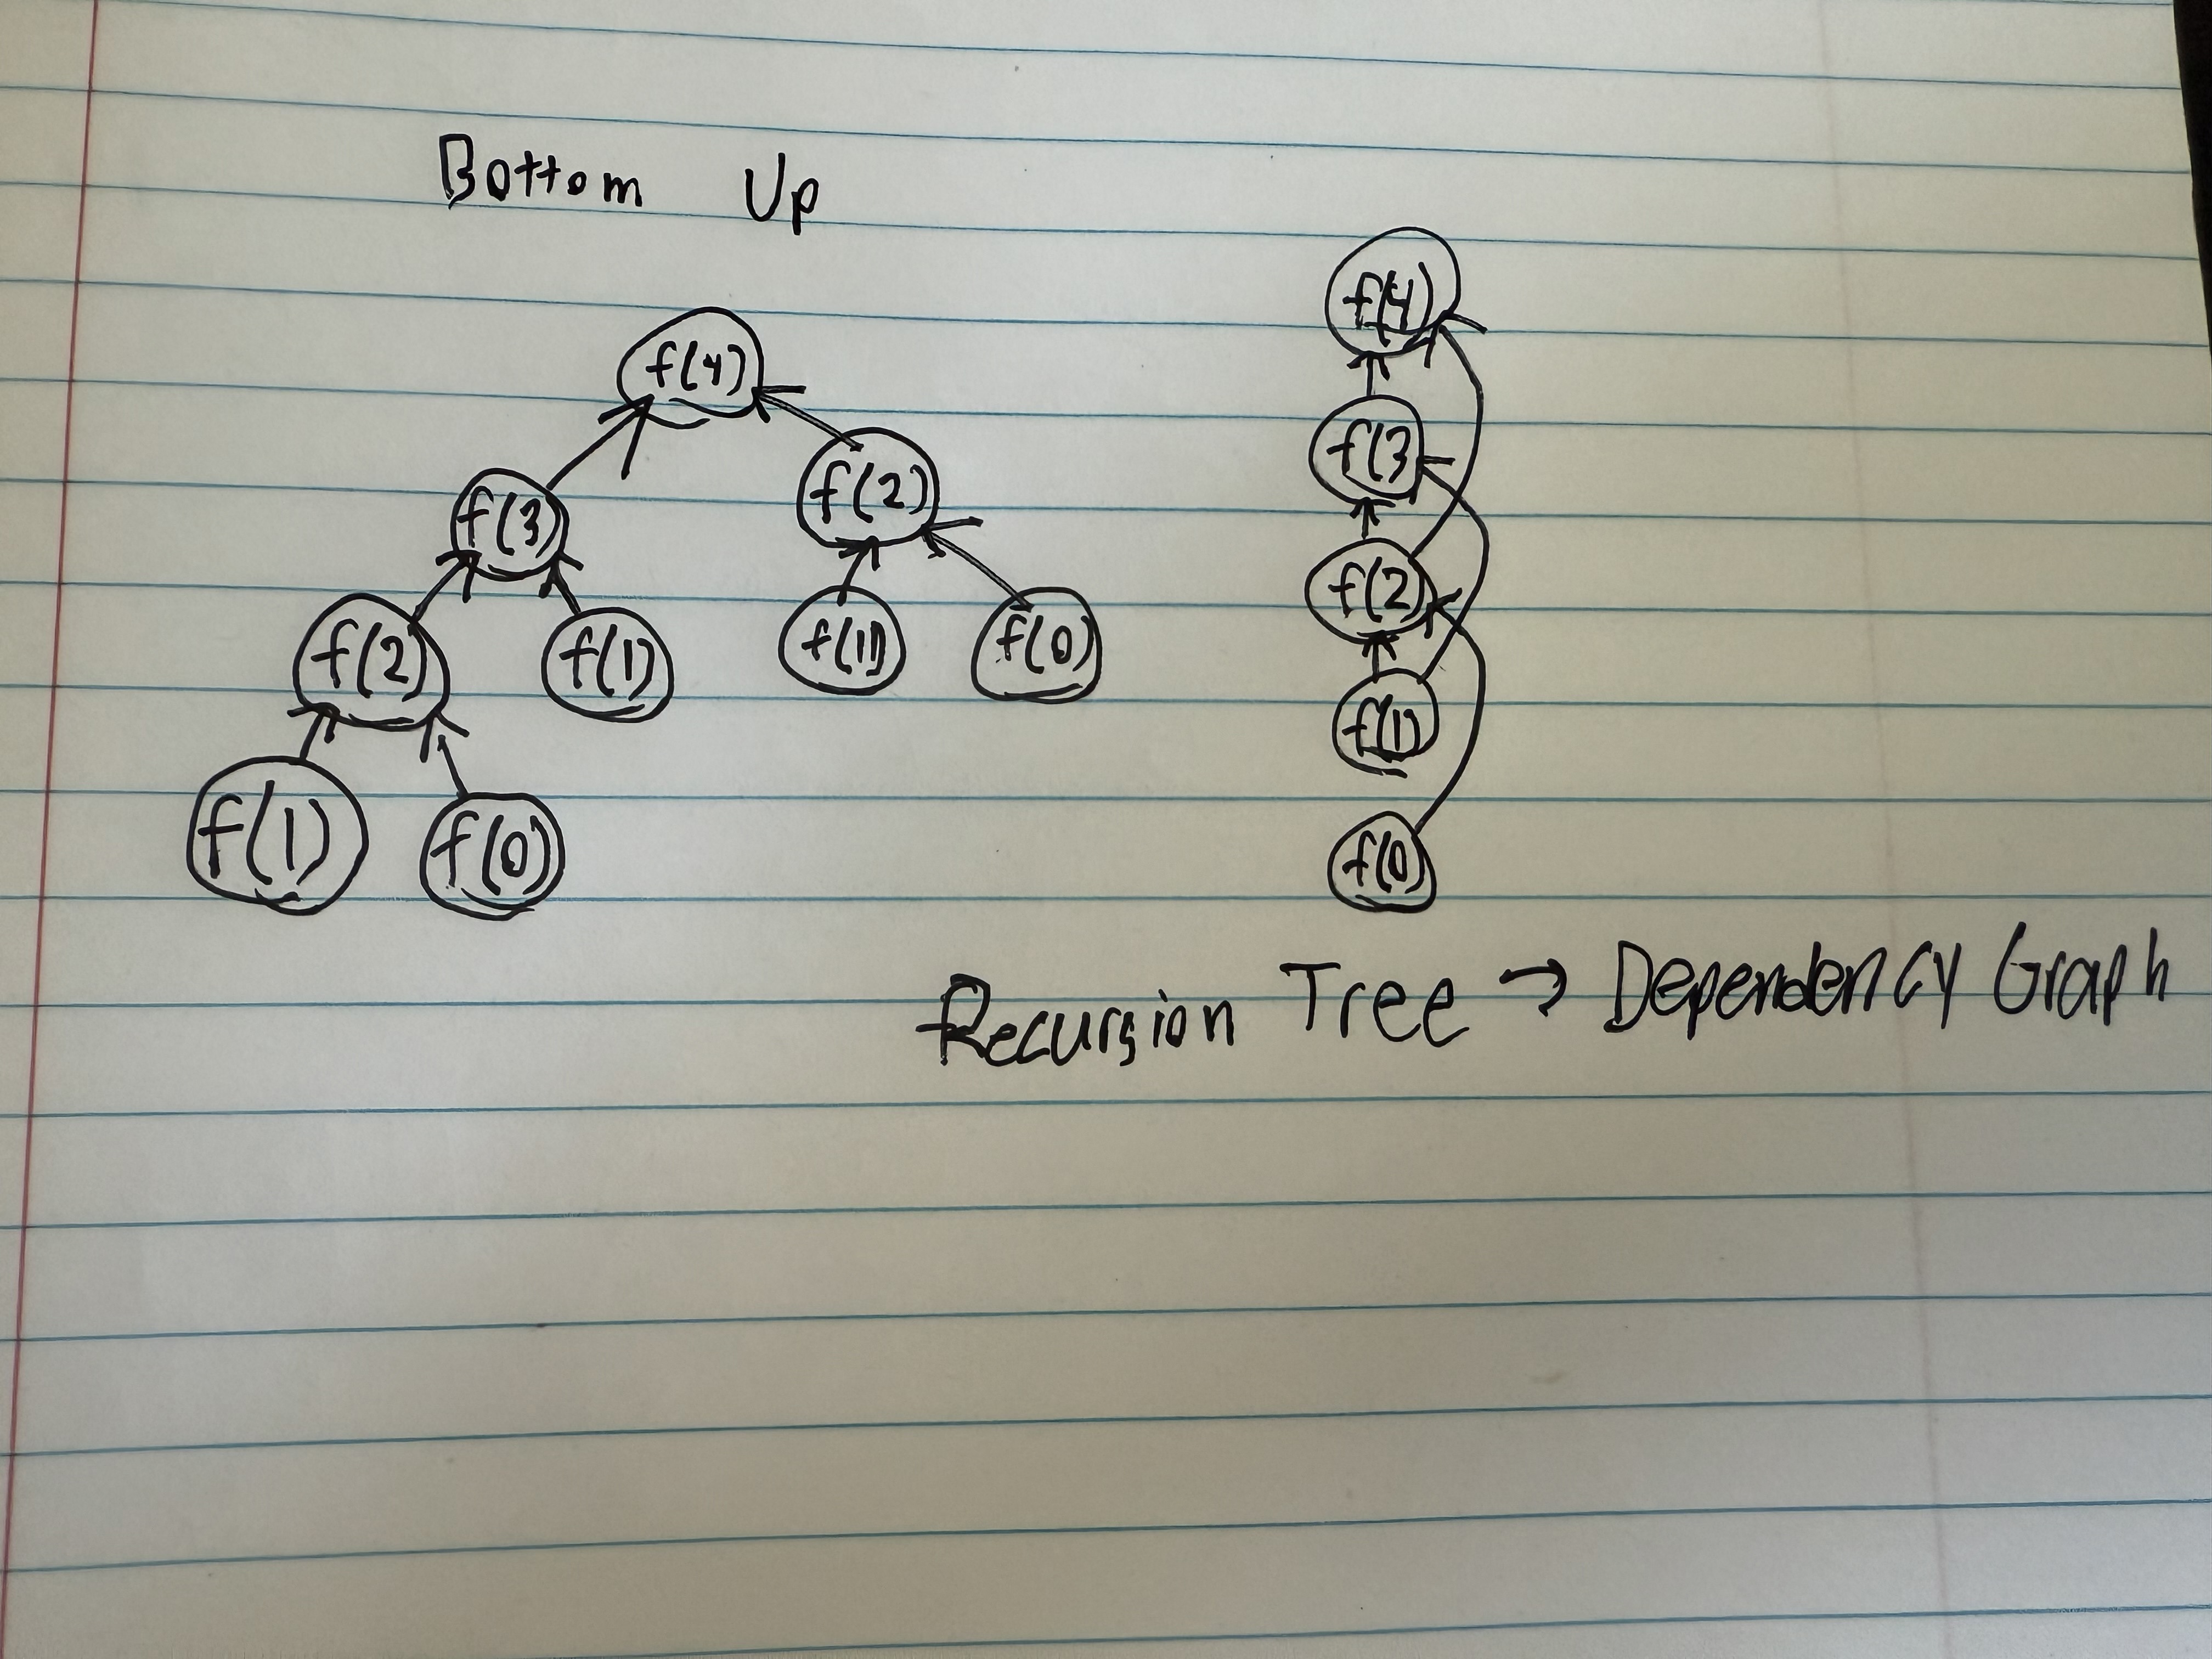 Bottom Up
f(4)
f(3) f(2)
f(2) f(1) f(1) f(0)
f(1) f(0)
f(4)
f(3
f(2)
f(1)
f(0)
Recursion Tree → Dependency Graph